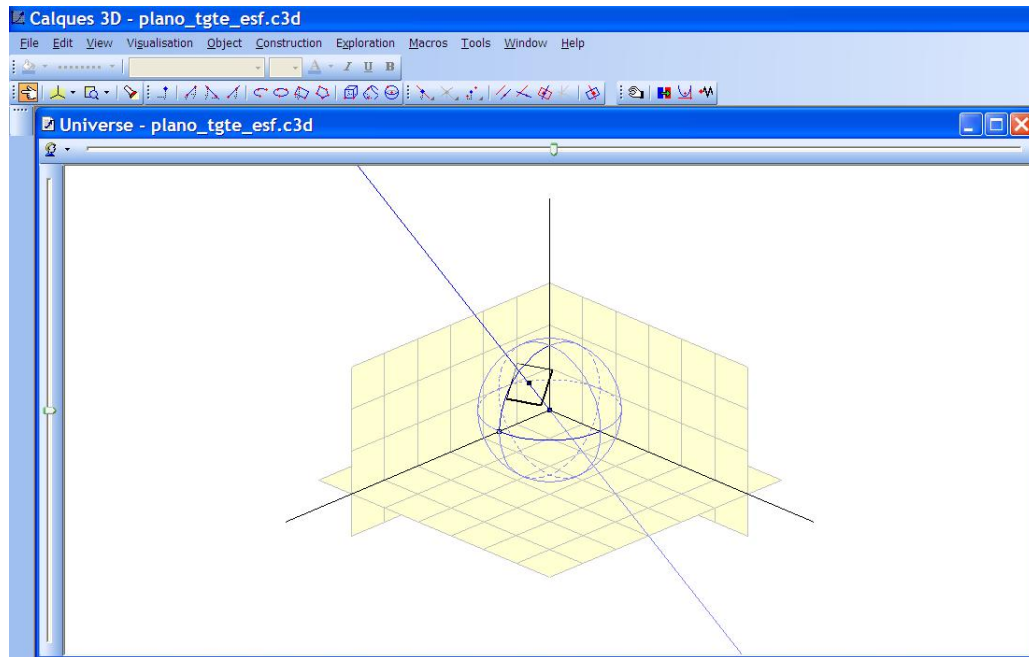 Calques 3D - plano_tgte_esf.c3d
File Edit View Visualisation Object Construction Exploration Macros Tools Window Help
A I U B
Universe - plano_tgte_esf.c3d